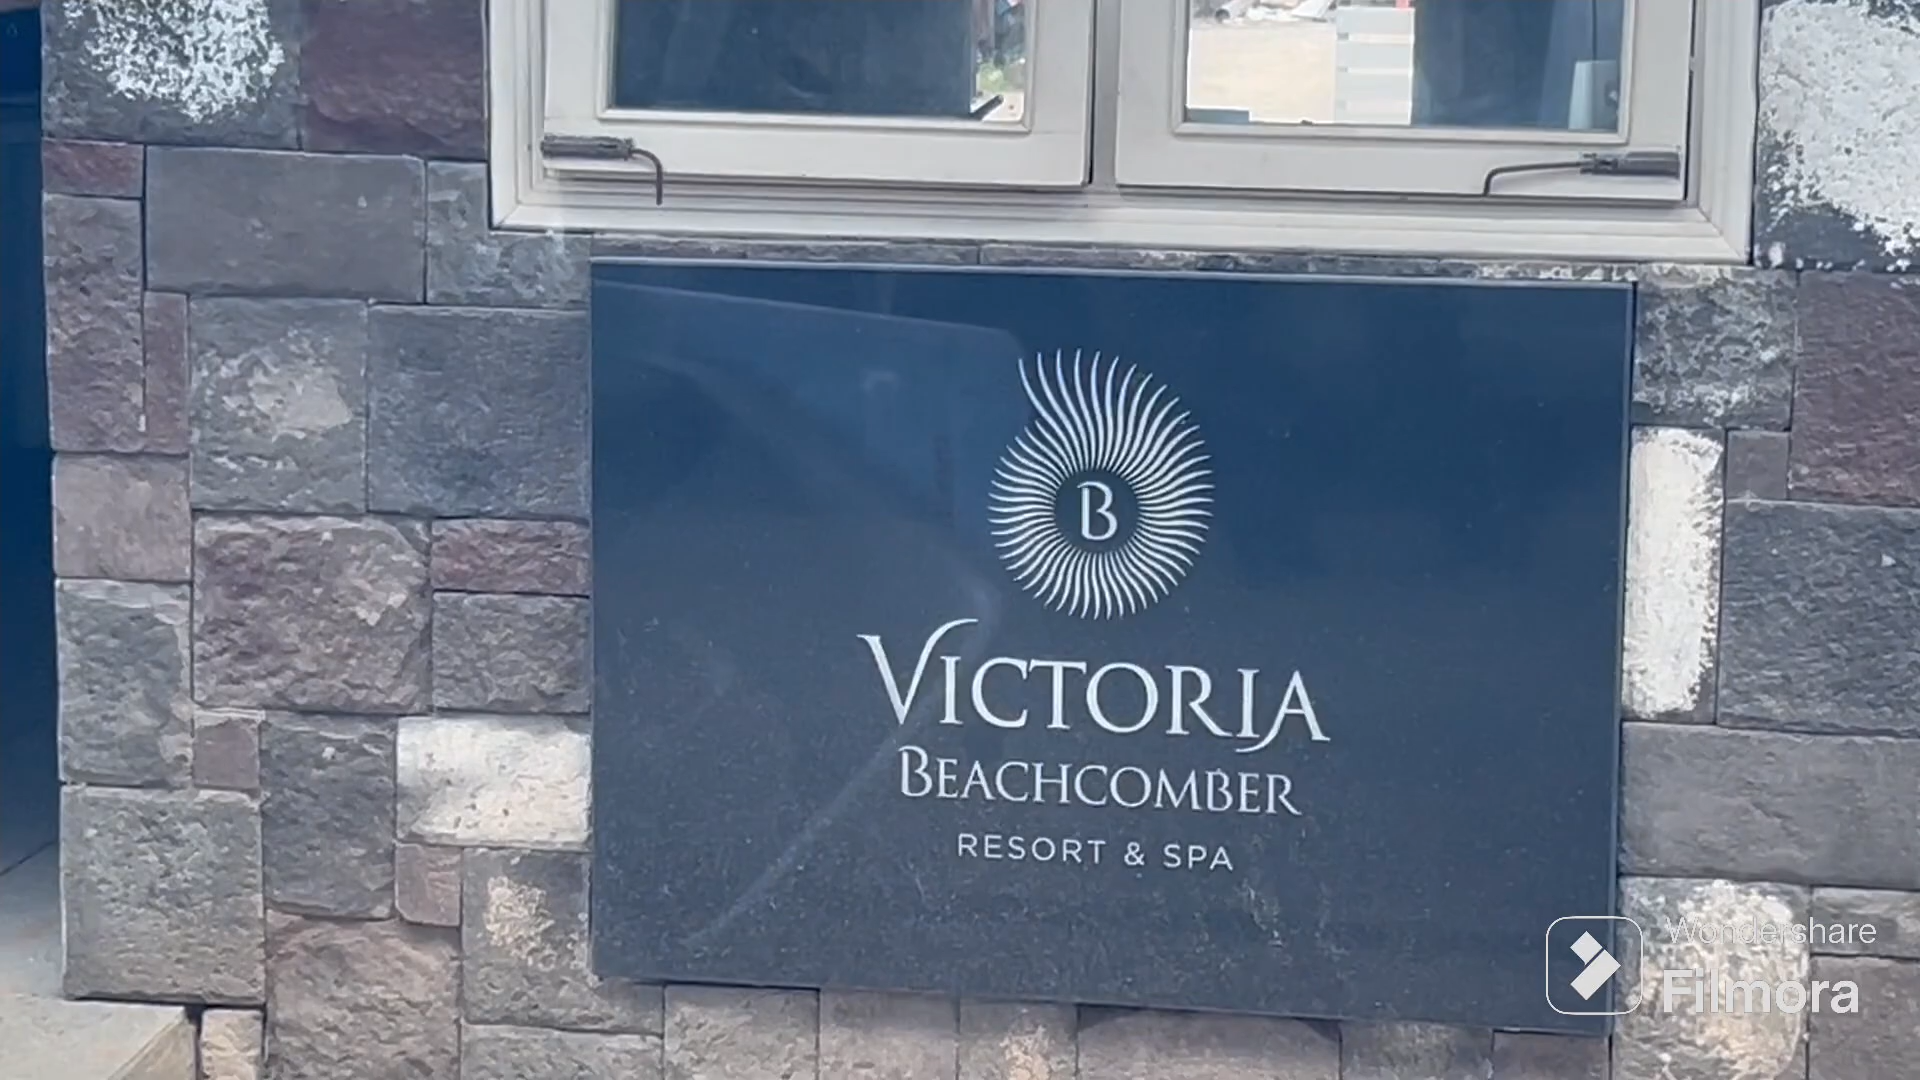 B
VICTORIA
BEACHCOMBER
RESORT & SPA
Wondershare
Filmora